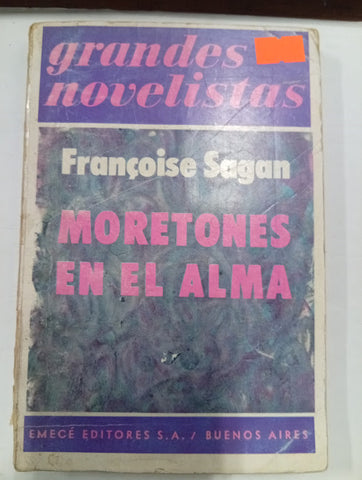 grandes
novelistas
Françoise Sagan
MORETONES
EN EL ALMA
EMECÉ EDITORES S.A. / BUENOS AIRES